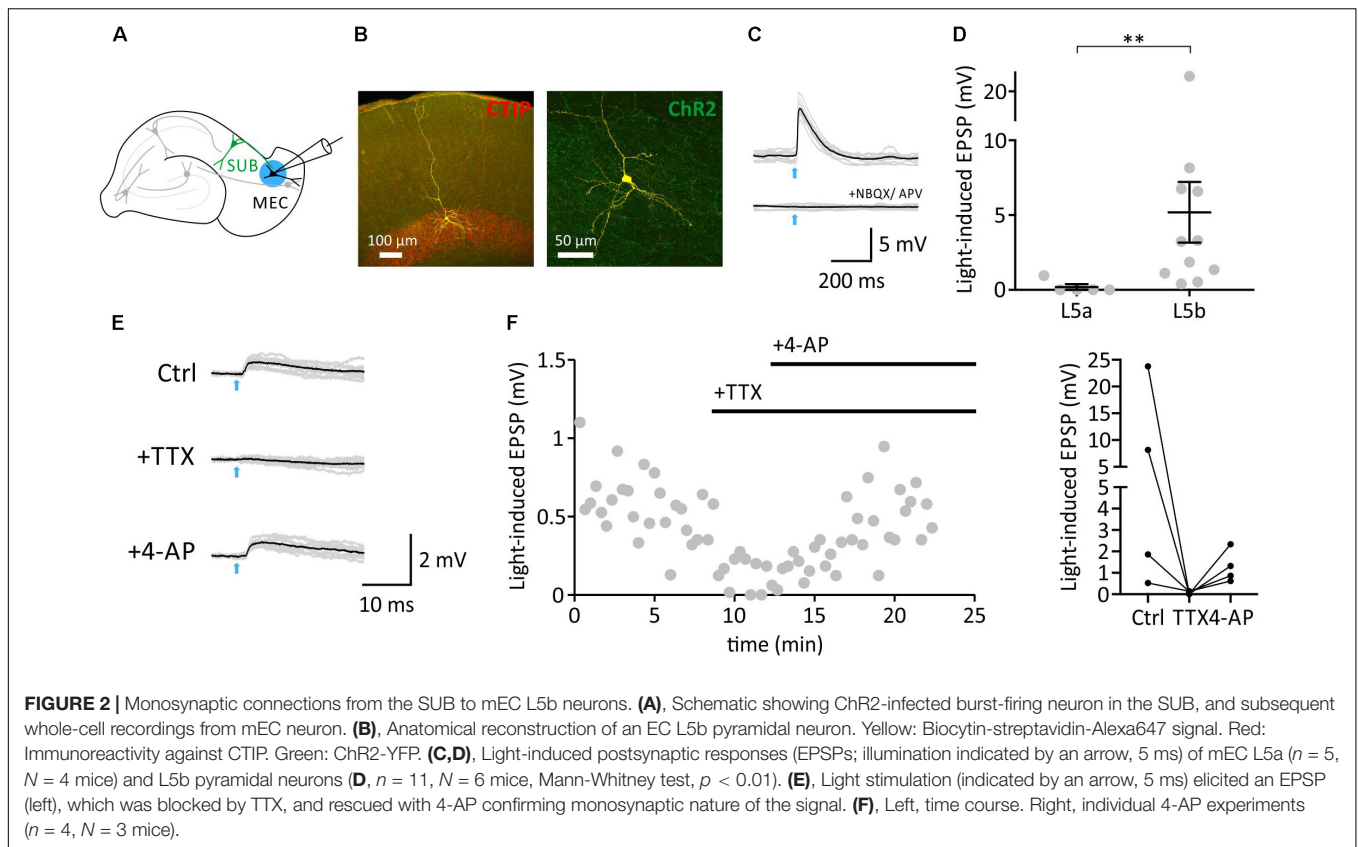 A
SUB
MEC
B
CTIP
100 µm
ChR2
50 µm
C
+NBQX/ APV
5 mV
200 ms
D
**
Light-induced EPSP (mV)
20
10
5
0
L5a
L5b
E
Ctrl
+TTX
+4-AP
2 mV
10 ms
F
Light-induced EPSP (mV)
1.5
1
0.5
0
+4-AP
+TTX
0 5 10 15 20 25
time (min)
Light-induced EPSP (mV)
25
20
15
10
5
5
4
3
2
1
0
Ctrl TTX4-AP
FIGURE 2 | Monosynaptic connections from the SUB to mEC L5b neurons. (A), Schematic showing ChR2-infected burst-firing neuron in the SUB, and subsequent
whole-cell recordings from mEC neuron. (B), Anatomical reconstruction of an EC L5b pyramidal neuron. Yellow: Biocytin-streptavidin-Alexa647 signal. Red:
Immunoreactivity against CTIP. Green: ChR2-YFP. (C,D), Light-induced postsynaptic responses (EPSPs; illumination indicated by an arrow, 5 ms) of mEC L5a (n = 5,
N = 4 mice) and L5b pyramidal neurons (D, n = 11, N = 6 mice, Mann-Whitney test, p < 0.01). (E), Light stimulation (indicated by an arrow, 5 ms) elicited an EPSP
(left), which was blocked by TTX, and rescued with 4-AP confirming monosynaptic nature of the signal. (F), Left, time course. Right, individual 4-AP experiments
(n = 4, N = 3 mice).